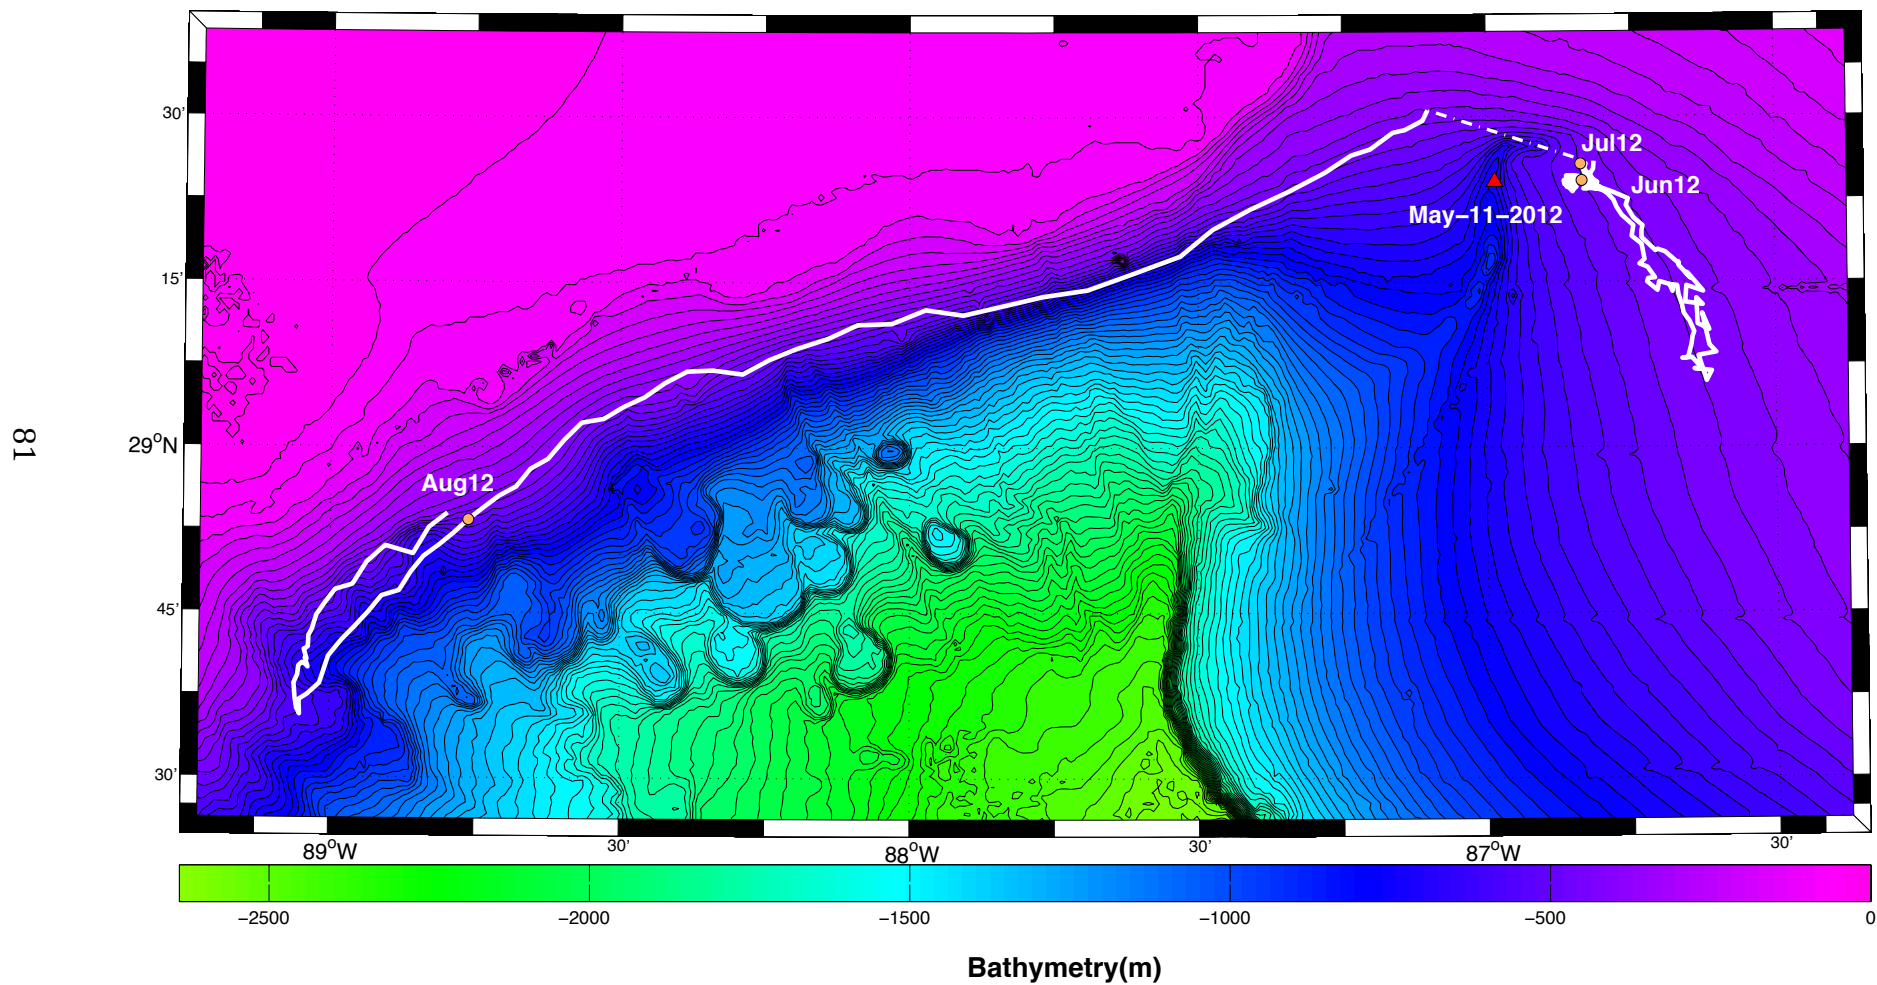 30'
Jul12
Jun12
May−11−2012
15'
29°N
Aug12
45'
30'
89°W
30'
88°W
30'
87°W
30'
−2500
−2000
−1500
−1000
−500
0
Bathymetry(m)
81